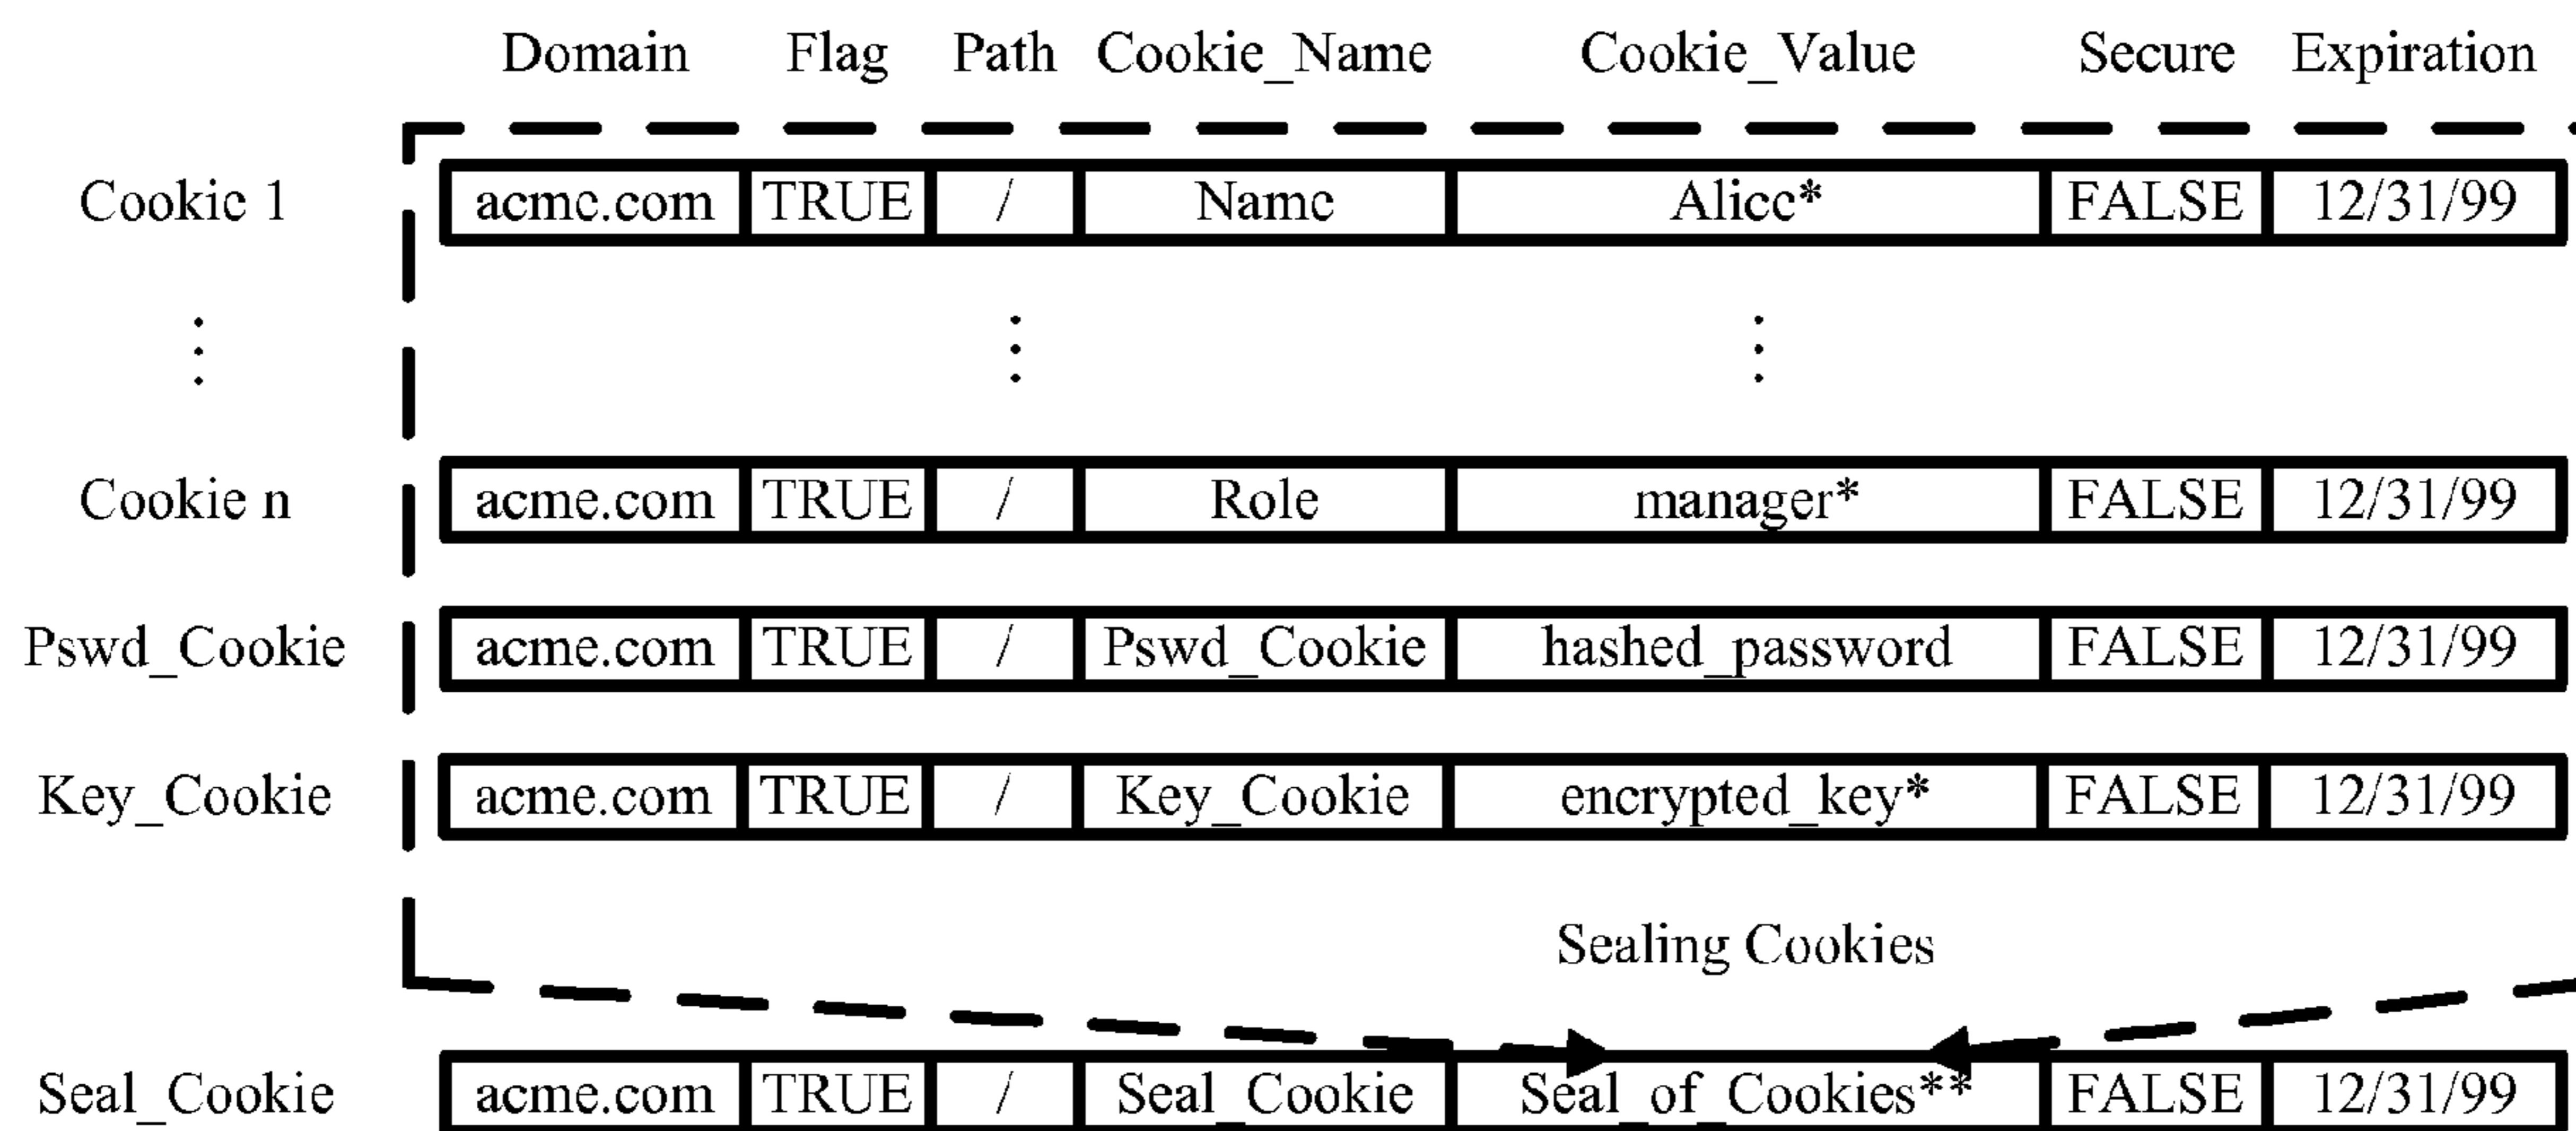 Domain Flag Path Cookie_Name Cookie_Value Secure Expiration
Cookie 1 acme.com TRUE / Name Alice* FALSE 12/31/99
Cookie n acme.com TRUE / Role manager* FALSE 12/31/99
Pswd_Cookie acme.com TRUE / Pswd_Cookie hashed_password FALSE 12/31/99
Key_Cookie acme.com TRUE / Key_Cookie encrypted_key* FALSE 12/31/99
Sealing Cookies
Seal_Cookie acme.com TRUE / Seal_Cookie Seal_of_Cookies** FALSE 12/31/99